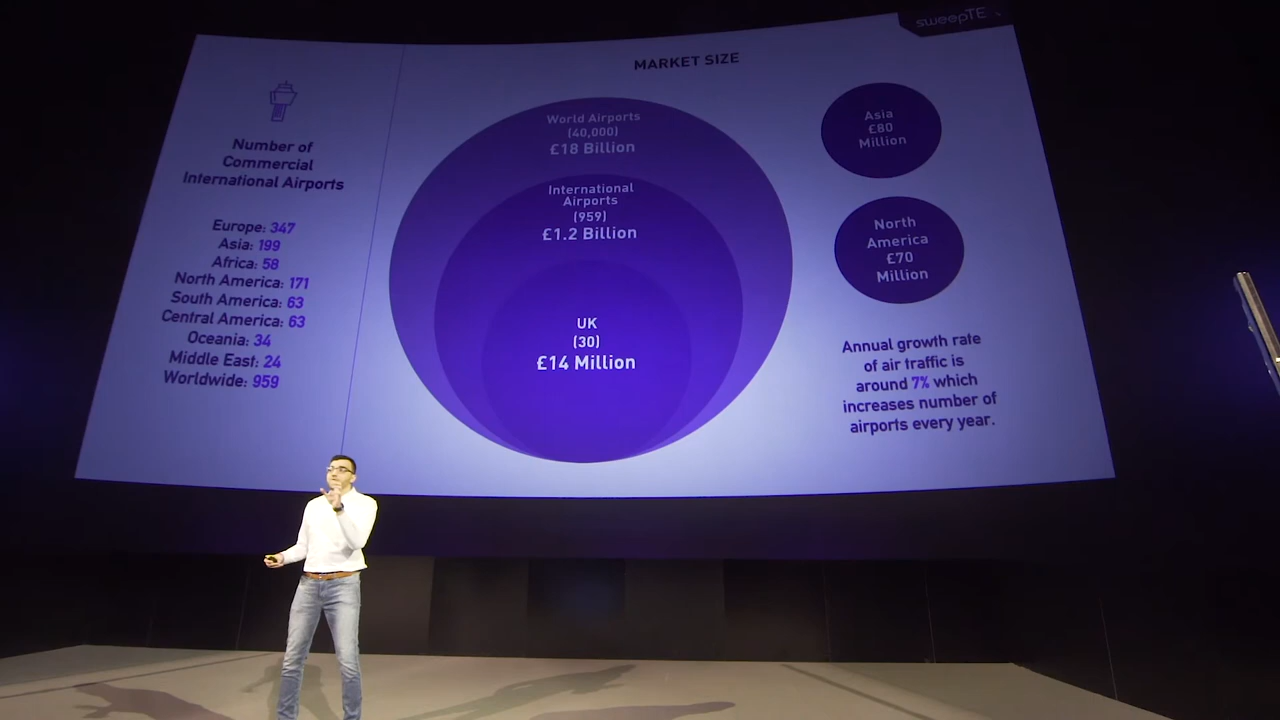 sweepTE
MARKET SIZE
Number of
Commercial
International Airports
Europe: 347
Asia: 199
Africa: 58
North America: 171
South America: 63
Central America: 63
Oceania: 34
Middle East: 24
Worldwide: 959
World Airports
(40,000)
£18 Billion
International
Airports
(959)
£1.2 Billion
UK
(30)
£14 Million
Asia
£80
Million
North
America
£70
Million
Annual growth rate
of air traffic is
around 7% which
increases number of
airports every year.